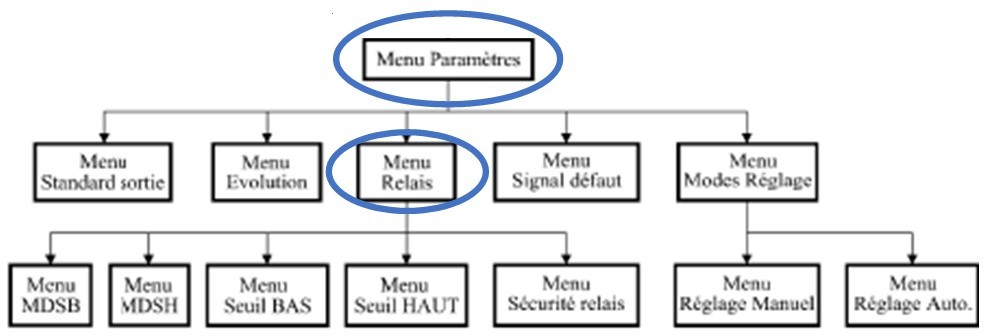 Menu Paramètres
Menu
Standard sortie
Menu
Evolution
Menu
Relais
Menu
Signal défaut
Menu
Modes Réglage
Menu
MDSB
Menu
MDSH
Menu
Seuil BAS
Menu
Seuil HAUT
Menu
Sécurité relais
Menu
Réglage Manuel
Menu
Réglage Auto.